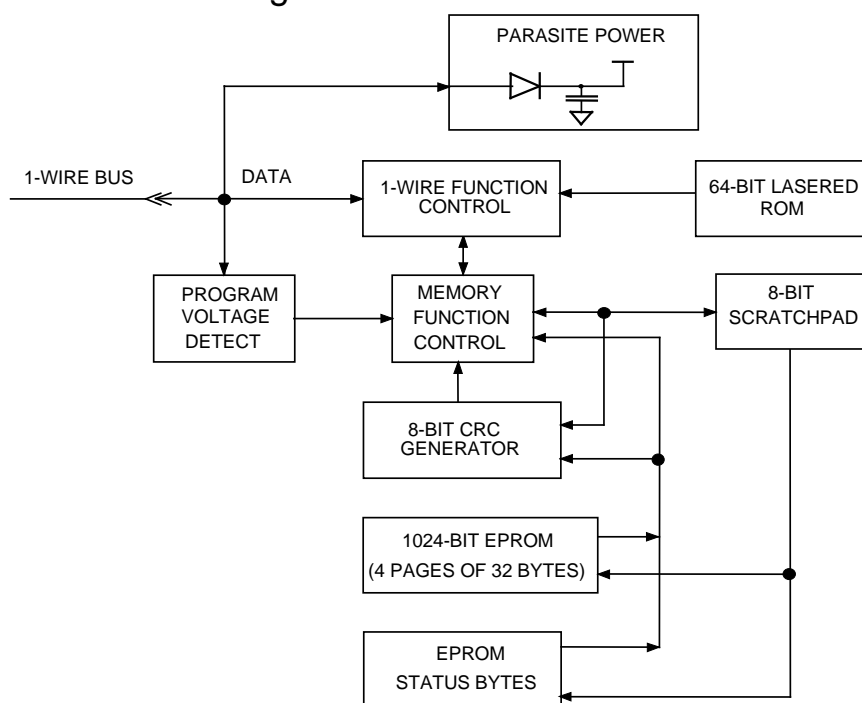 PARASITE POWER
1-WIRE BUS
DATA
1-WIRE FUNCTION
CONTROL
64-BIT LASERED
ROM
PROGRAM
VOLTAGE
DETECT
MEMORY
FUNCTION
CONTROL
8-BIT
SCRATCHPAD
8-BIT CRC
GENERATOR
1024-BIT EPROM
(4 PAGES OF 32 BYTES)
EPROM
STATUS BYTES